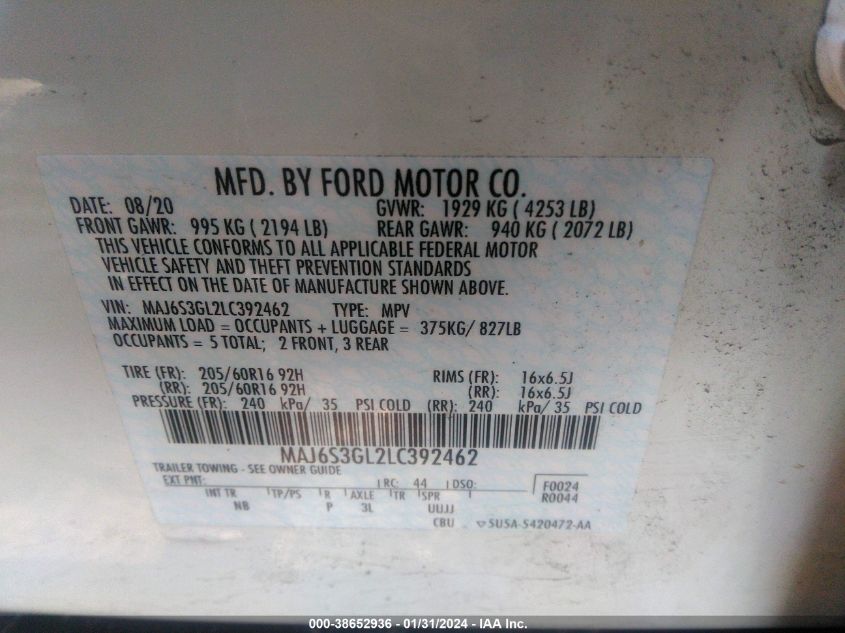 MFD. BY FORD MOTOR CO.
DATE: 08/20 GVWR: 1929 KG ( 4253 LB)
FRONT GAWR: 995 KG ( 2194 LB) REAR GAWR: 940 KG ( 2072 LB)
THIS VEHICLE CONFORMS TO ALL APPLICABLE FEDERAL MOTOR
VEHICLE SAFETY AND THEFT PREVENTION STANDARDS
IN EFFECT ON THE DATE OF MANUFACTURE SHOWN ABOVE.
VIN: MAJ6S3GL2LC392462 TYPE: MPV
MAXIMUM LOAD = OCCUPANTS + LUGGAGE = 375KG/ 827LB
OCCUPANTS = 5 TOTAL; 2 FRONT, 3 REAR
TIRE (FR): 205/60R16 92H RIMS (FR): 16x6.5J
(RR): 205/60R16 92H (RR): 16x6.5J
PRESSURE (FR): 240 kPa/ 35 PSI COLD (RR): 240 kPa/ 35 PSI COLD
MAJ6S3GL2LC392462
TRAILER TOWING - SEE OWNER GUIDE
EXT PNT: RC: 44 DSO: F0024
INT TR TP/PS R AXLE TR SPR R0044
NB P 3L UUJJ
CBU 5U5A-5420472-AA
000-38652936 - 01/31/2024 - IAA Inc.